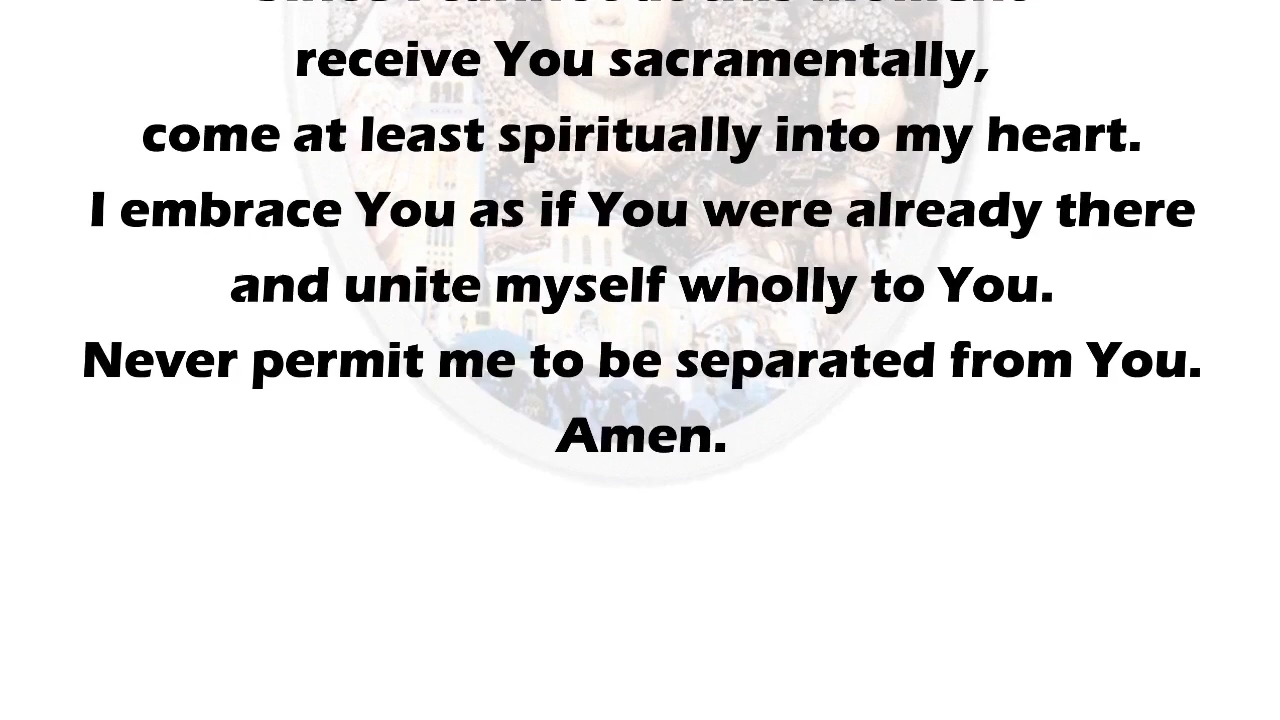 receive You sacramentally,
come at least spiritually into my heart.
I embrace You as if You were already there
and unite myself wholly to You.
Never permit me to be separated from You.
Amen.